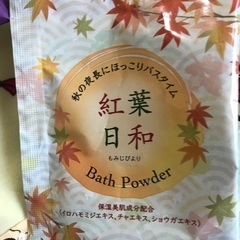 秋の夜長にほっこりバスタイム
紅葉
日和
もみじびより
Bath Powder
保湿美肌成分配合
(イロハモミジエキス、チャエキス、ショウガエキス)